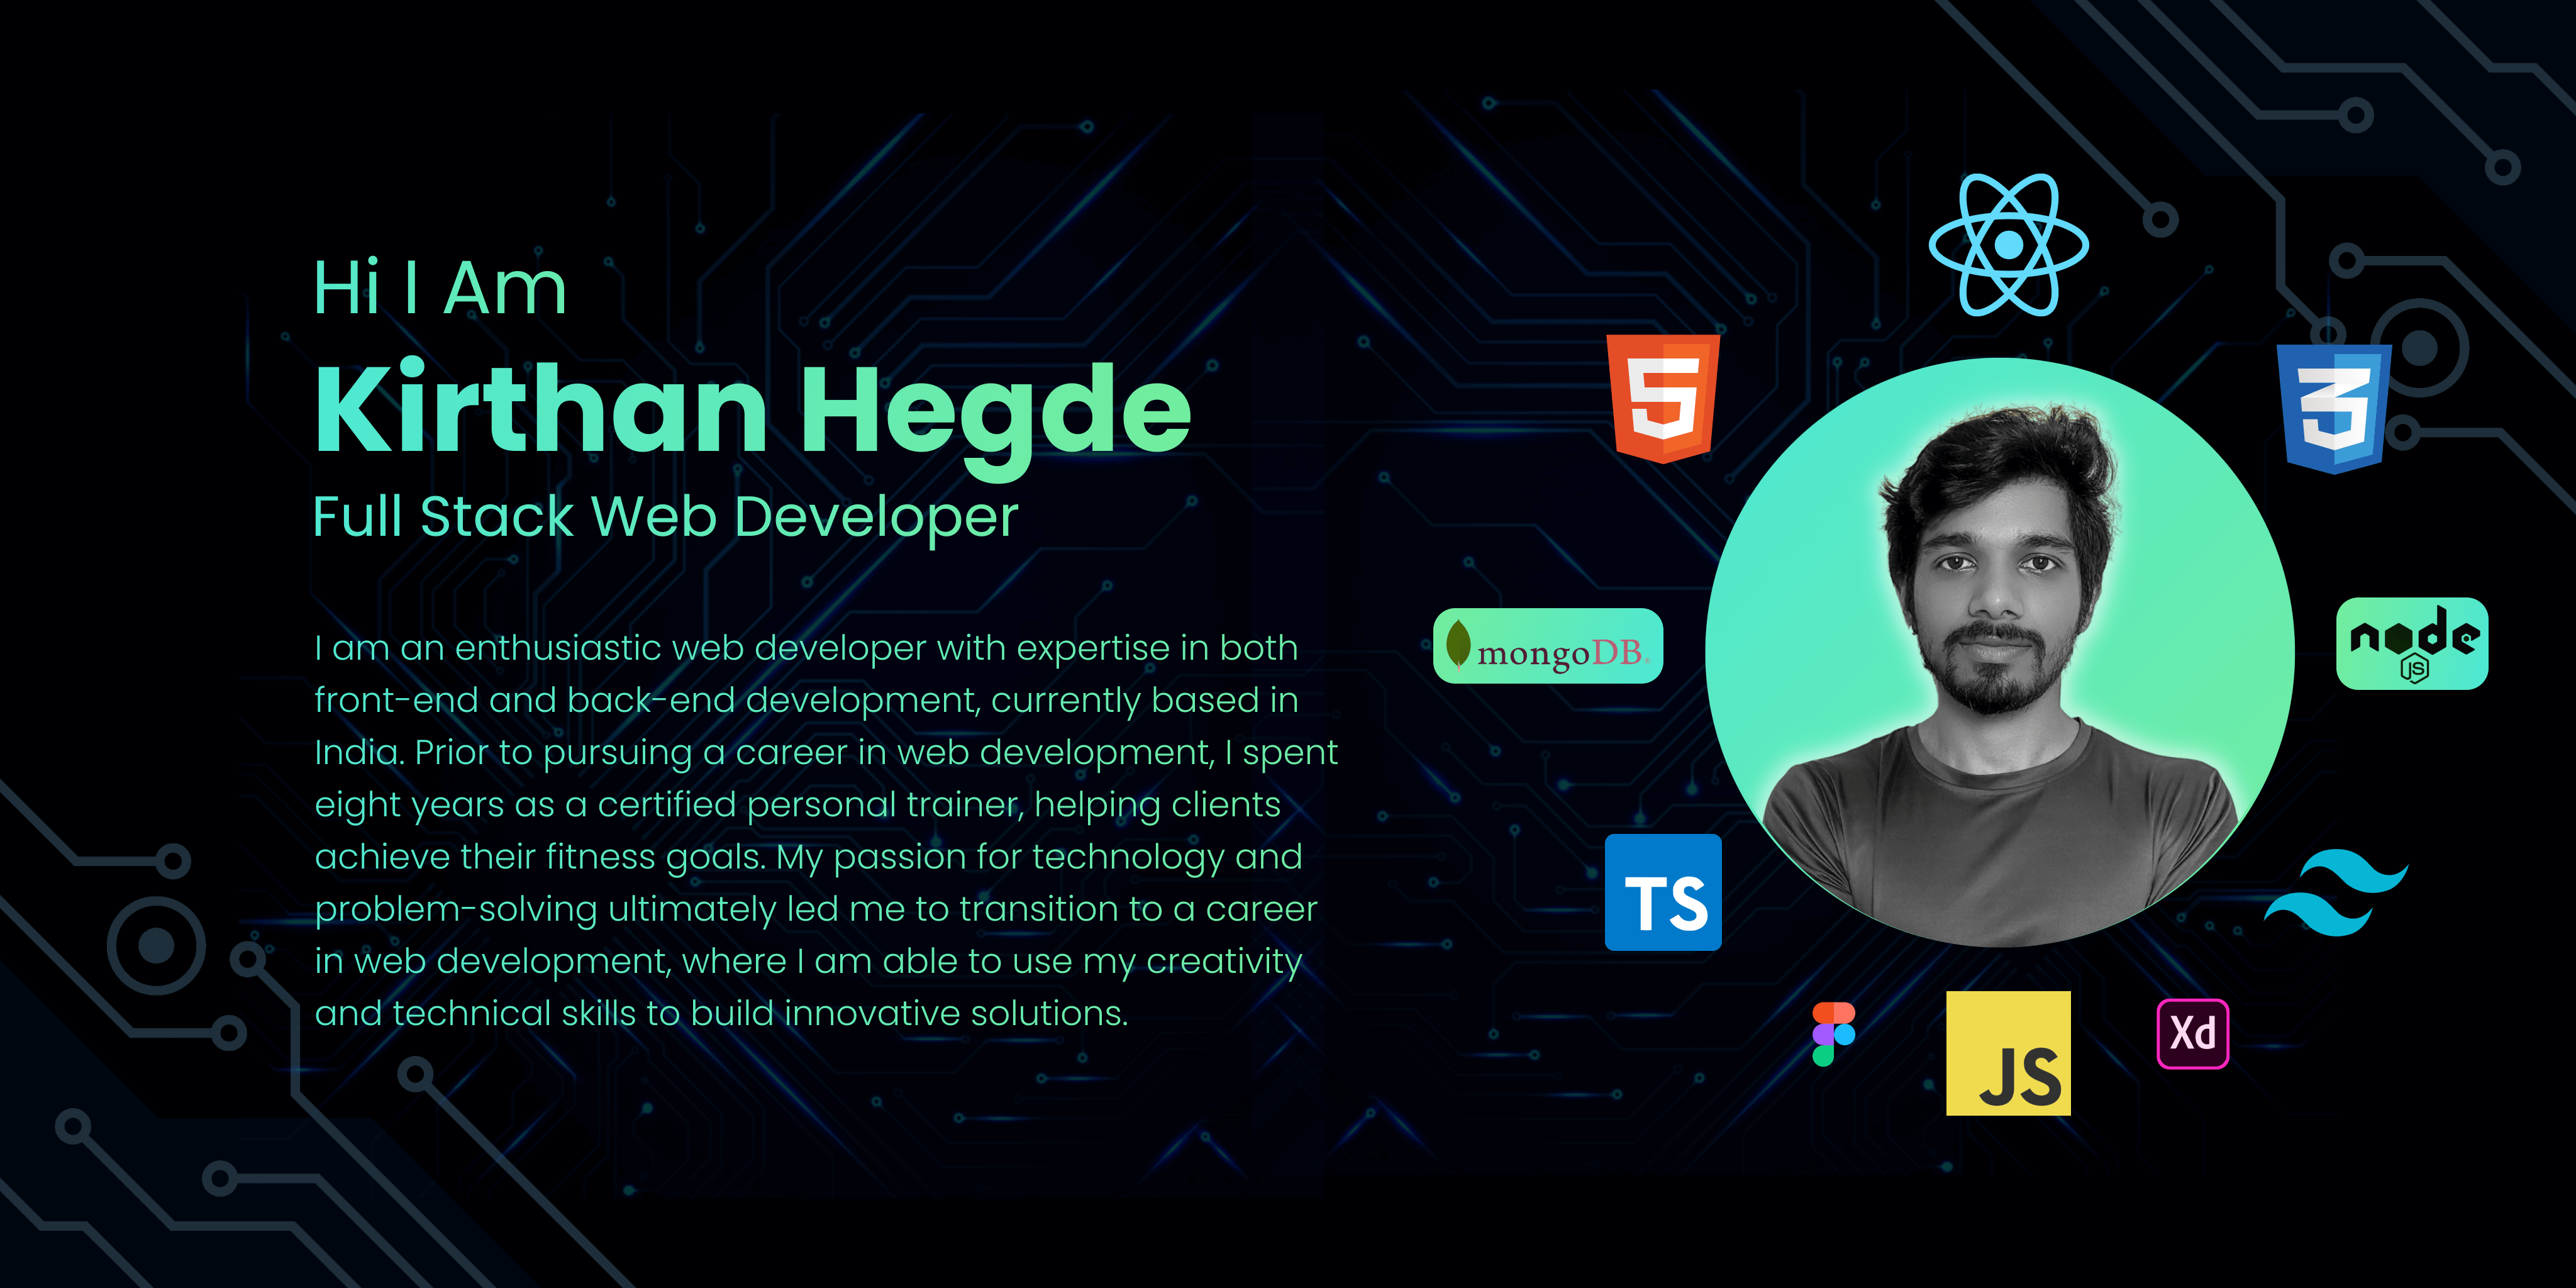 Hi I Am
Kirthan Hegde
Full Stack Web Developer
I am an enthusiastic web developer with expertise in both
front-end and back-end development, currently based in
India. Prior to pursuing a career in web development, I spent
eight years as a certified personal trainer, helping clients
achieve their fitness goals. My passion for technology and
problem-solving ultimately led me to transition to a career
in web development, where I am able to use my creativity
and technical skills to build innovative solutions.
5
3
mongoDB
node
JS
TS
JS
Xd